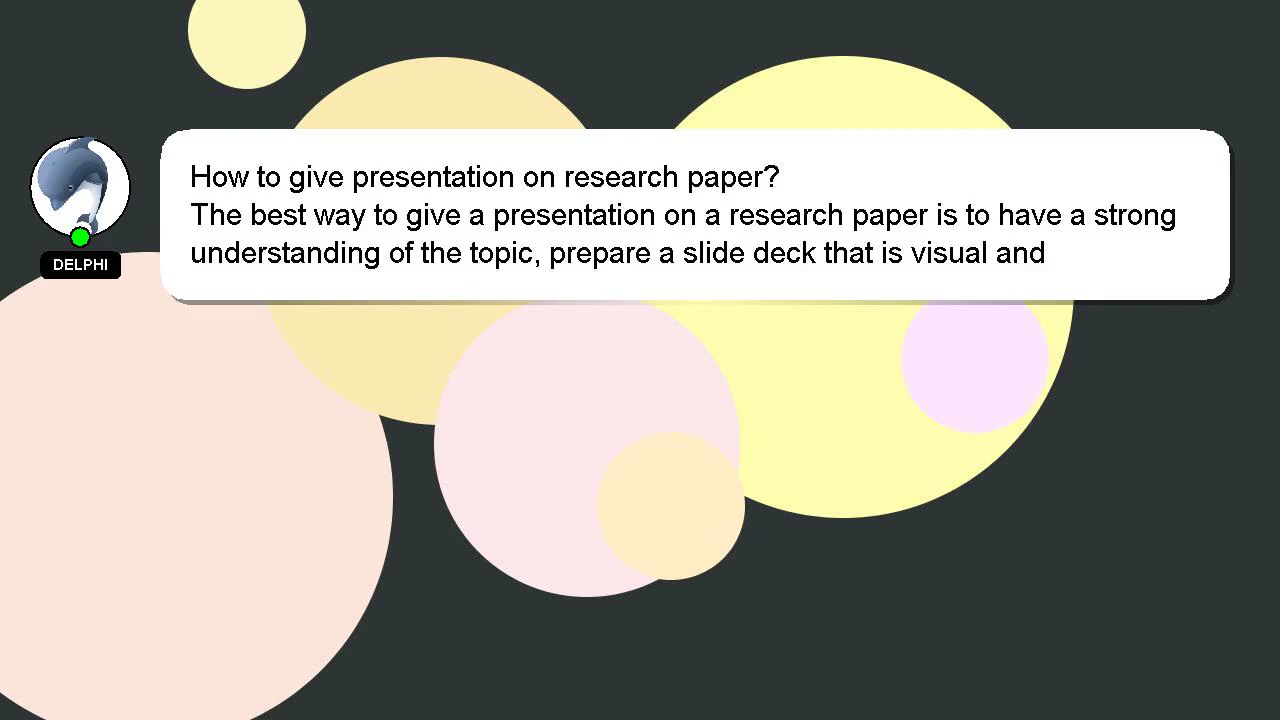 How to give presentation on research paper?
The best way to give a presentation on a research paper is to have a strong
understanding of the topic, prepare a slide deck that is visual and
DELPHI